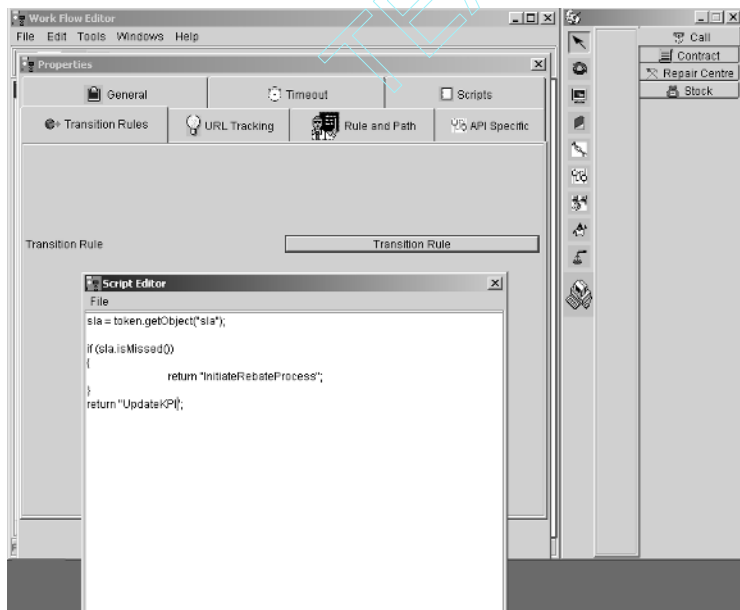 Work Flow Editor
File Edit Tools Windows Help
Properties
General
Timeout
Scripts
Transition Rules
URL Tracking
Rule and Path
API Specific
Transition Rule
Transition Rule
Script Editor
File
sla = token.getObject("sla");
if (sla.isMissed())
{
return "InitiateRebateProcess";
}
return "UpdateKPI";
Call
Contract
Repair Centre
Stock